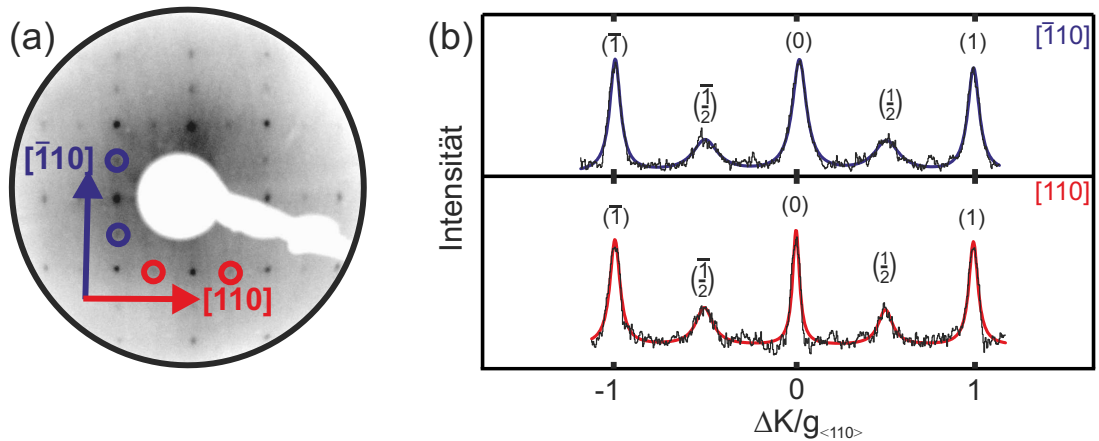 (a)
[1̅10]
[110]
(b)
Intensität
[1̅10]
(1̅) (0) (1)
(1̅/2) (1/2)
[110]
(1̅) (0) (1)
(1̅/2) (1/2)
-1 0 1
ΔK/g<110>